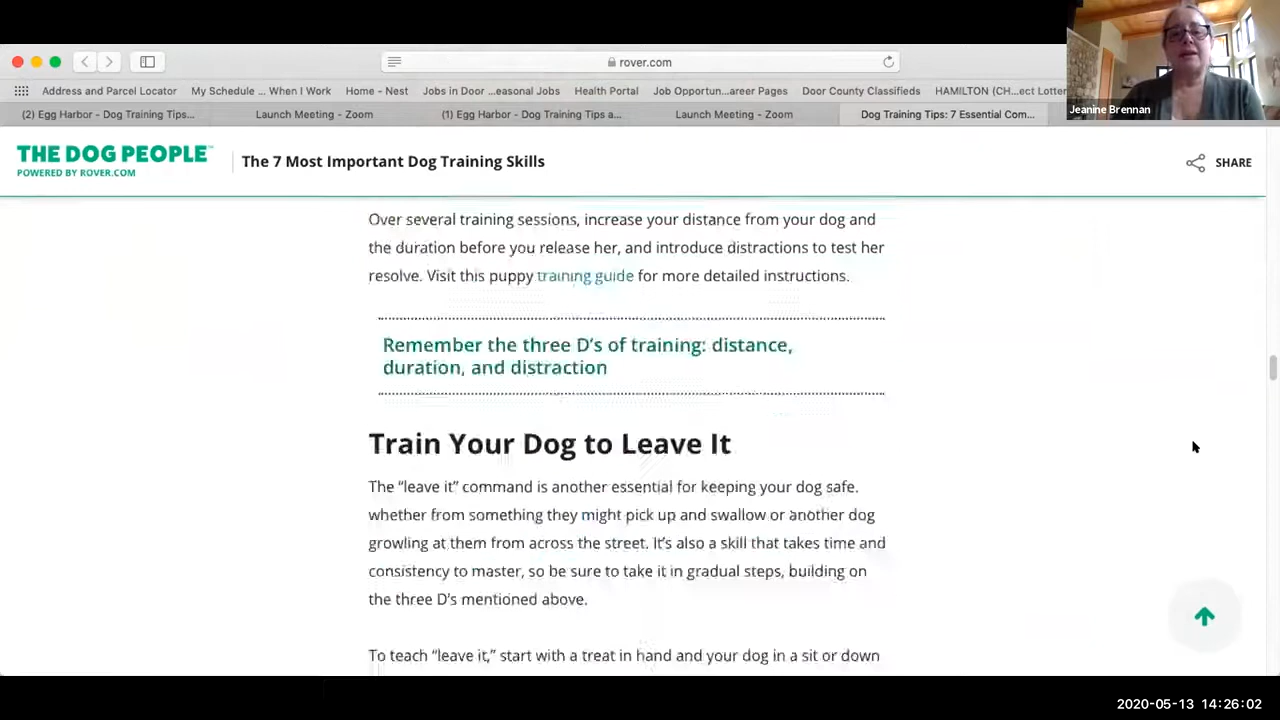 Jeanine Brennan
rover.com
Address and Parcel Locator My Schedule ... When I Work Home - Nest Jobs in Door ...easonal Jobs Health Portal Job Opportun...areer Pages Door County Classifieds HAMILTON (CH...ect Lotter
(2) Egg Harbor - Dog Training Tips... Launch Meeting - Zoom (1) Egg Harbor - Dog Training Tips a... Launch Meeting - Zoom Dog Training Tips: 7 Essential Com...
THE DOG PEOPLE™
POWERED BY ROVER.COM
The 7 Most Important Dog Training Skills
SHARE
Over several training sessions, increase your distance from your dog and
the duration before you release her, and introduce distractions to test her
resolve. Visit this puppy training guide for more detailed instructions.
Remember the three D's of training: distance,
duration, and distraction
Train Your Dog to Leave It
The “leave it” command is another essential for keeping your dog safe.
whether from something they might pick up and swallow or another dog
growling at them from across the street. It’s also a skill that takes time and
consistency to master, so be sure to take it in gradual steps, building on
the three D’s mentioned above.
To teach “leave it,” start with a treat in hand and your dog in a sit or down
2020-05-13 14:26:02